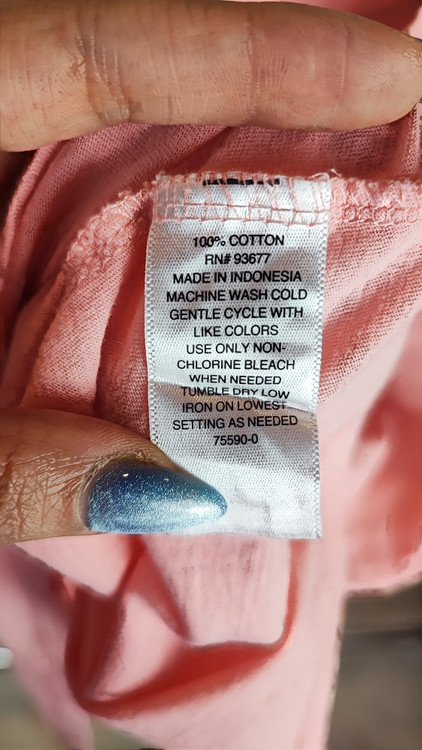 100% COTTON
RN# 93677
MADE IN INDONESIA
MACHINE WASH COLD
GENTLE CYCLE WITH
LIKE COLORS
USE ONLY NON-
CHLORINE BLEACH
WHEN NEEDED
TUMBLE DRY LOW
IRON ON LOWEST
SETTING AS NEEDED
75590-0